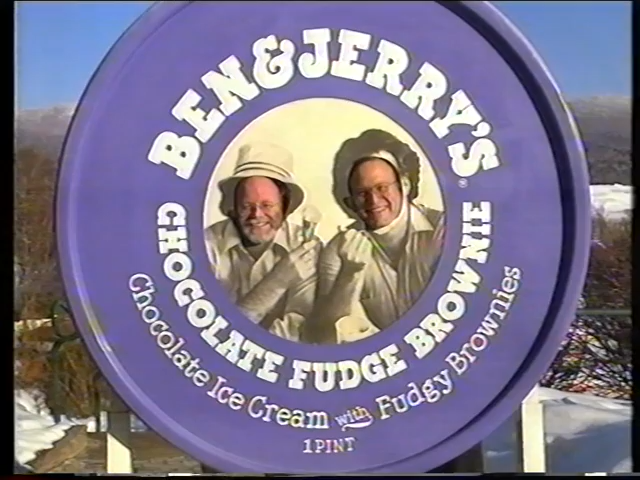 BEN & JERRY'S®
CHOCOLATE FUDGE BROWNIE
Chocolate Ice Cream with Fudgy Brownies
1 PINT